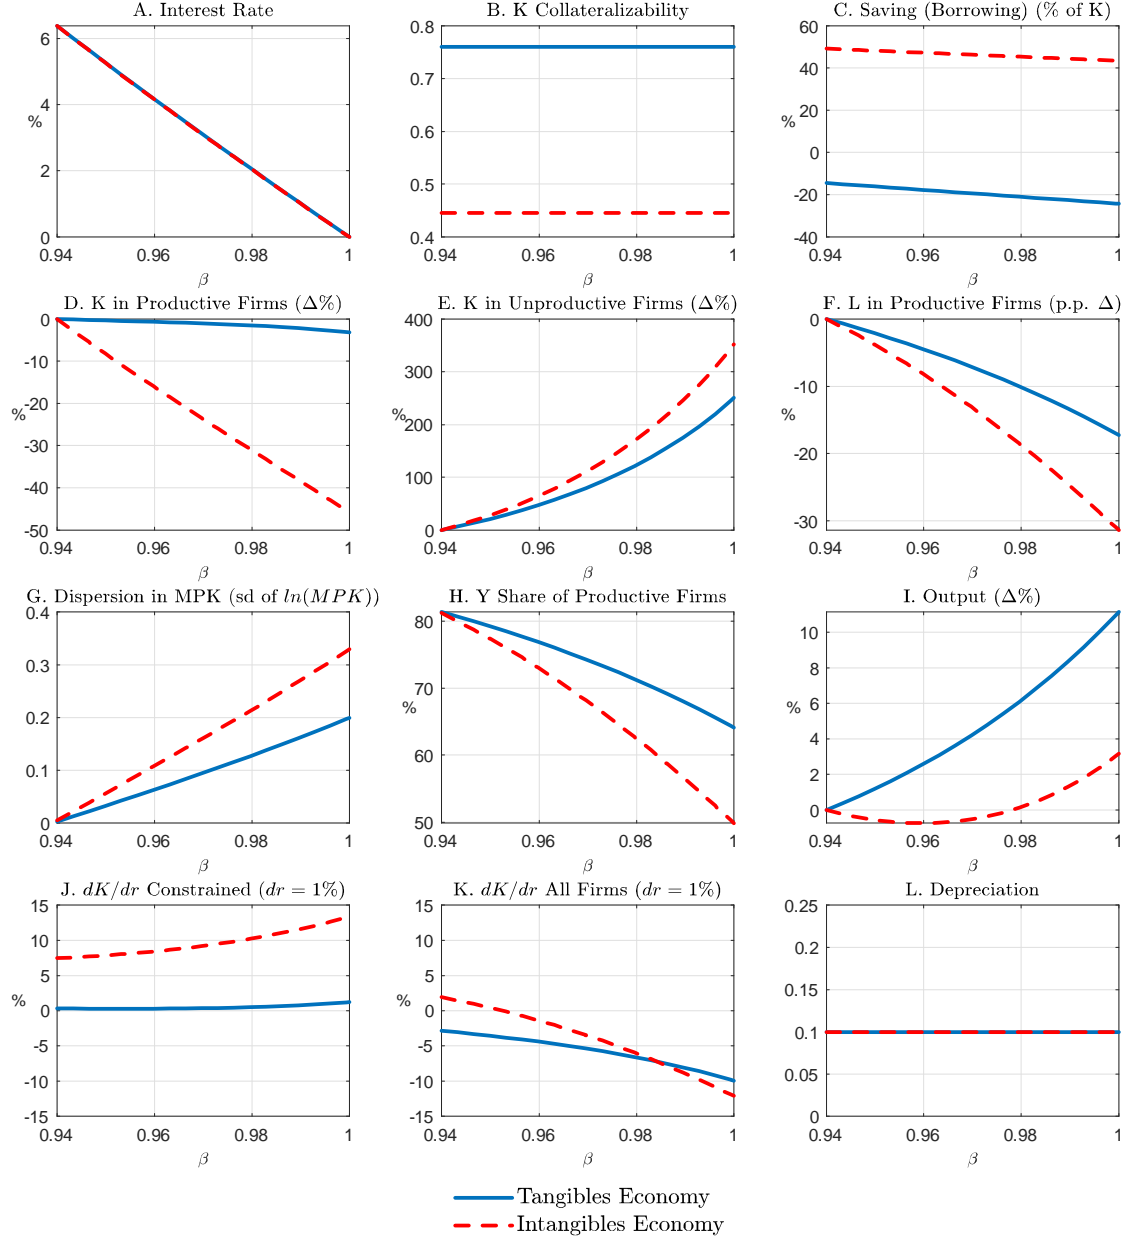 A. Interest Rate
6
4
%
2
0
0.94 0.96 0.98 1
β
B. K Collateralizability
0.8
0.7
0.6
0.5
0.4
0.94 0.96 0.98 1
C. Saving (Borrowing) (% of K)
60
40
20
%
0
-20
-40
0.94 0.96 0.98 1
β
D. K in Productive Firms (Δ%)
0
-10
-20
%
-30
-40
-50
0.94 0.96 0.98 1
β
E. K in Unproductive Firms (Δ%)
400
300
%
200
100
0
0.94 0.96 0.98 1
β
F. L in Productive Firms (p.p. Δ)
0
-10
%
-20
-30
0.94 0.96 0.98 1
β
G. Dispersion in MPK (sd of ln(MPK))
0.4
0.3
0.2
0.1
0
0.94 0.96 0.98 1
β
H. Y Share of Productive Firms
80
70
%
60
50
0.94 0.96 0.98 1
β
I. Output (Δ%)
10
8
6
%
4
2
0
0.94 0.96 0.98 1
β
J. dK/dr Constrained (dr = 1%)
15
10
5
%
0
-5
-10
-15
0.94 0.96 0.98 1
β
K. dK/dr All Firms (dr = 1%)
15
10
5
%
0
-5
-10
-15
0.94 0.96 0.98 1
β
L. Depreciation
0.25
0.2
0.15
0.1
0.05
0
0.94 0.96 0.98 1
β
Tangibles Economy
Intangibles Economy